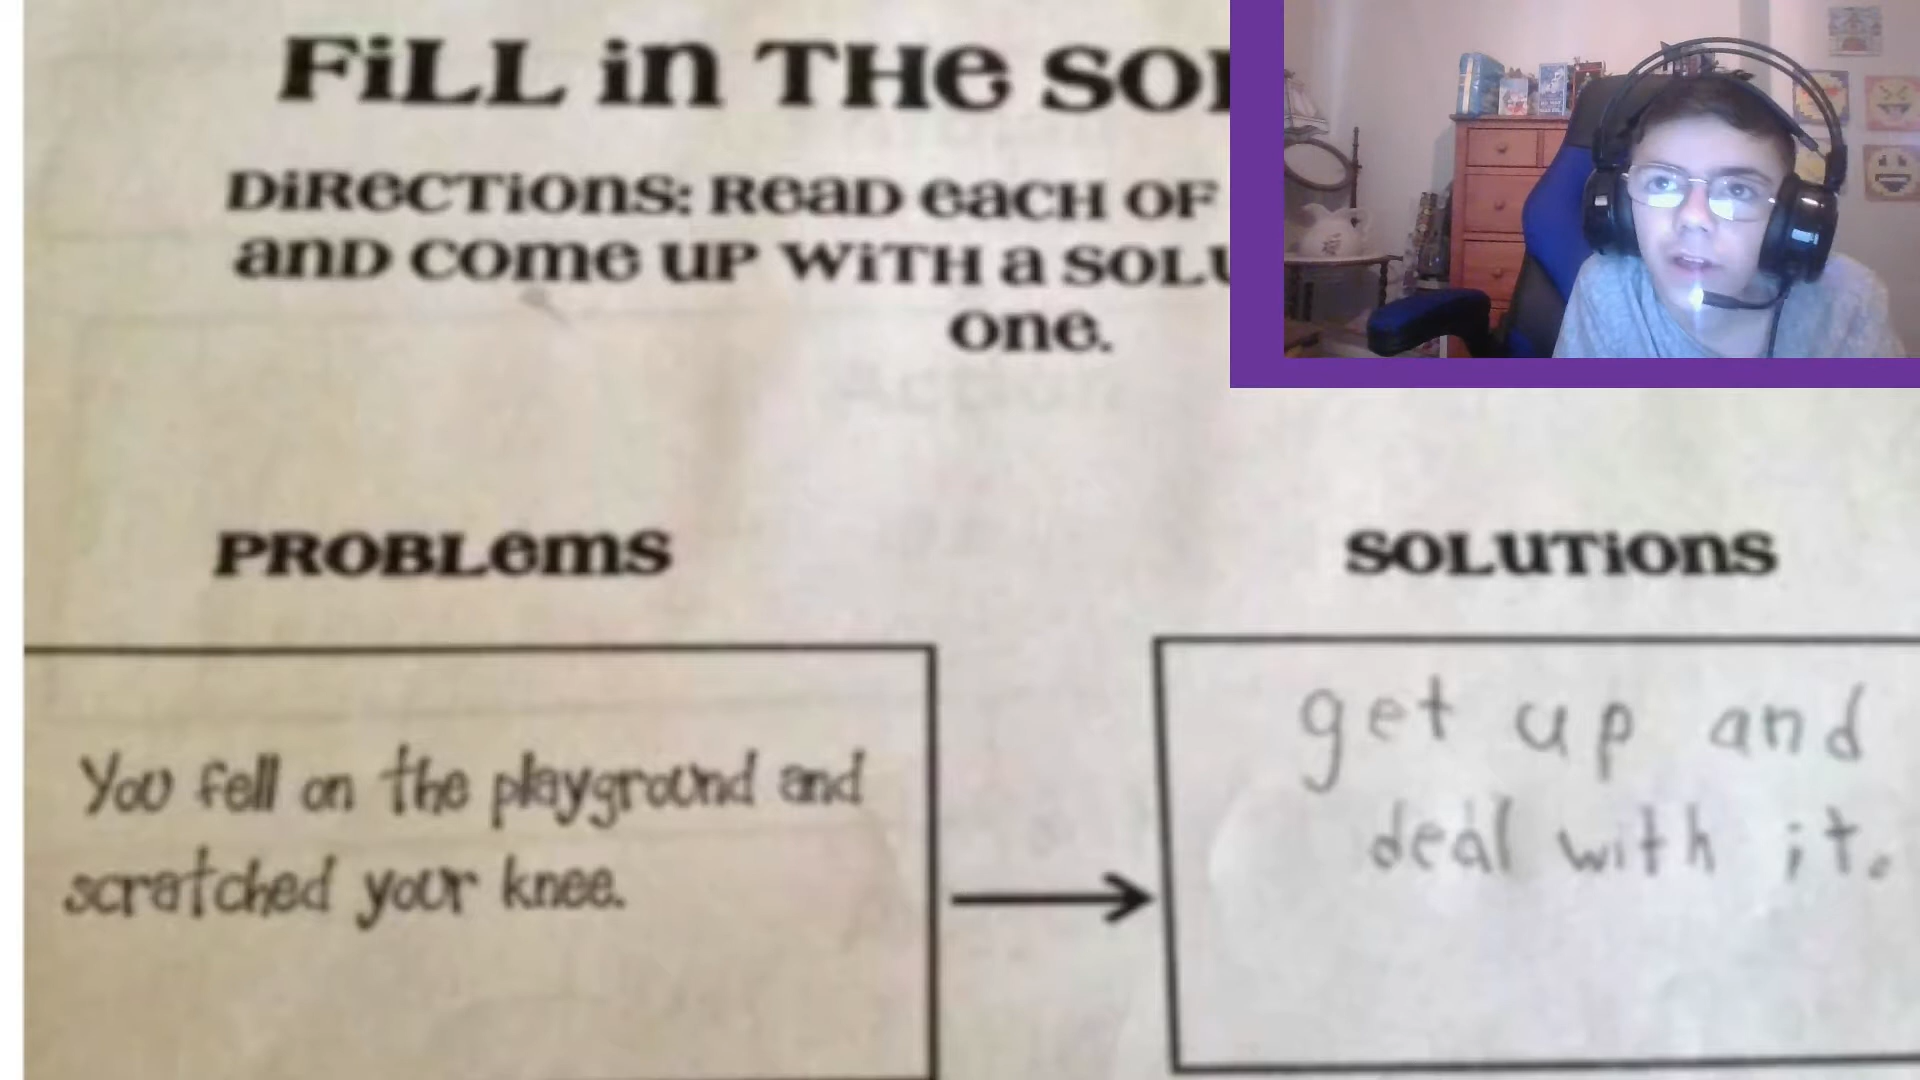 FiLL in THe SO
DiRecTions: Read each OF
and come up WiTH a SOLU
one.
PROBLems
SOLUTions
You fell on the playground and
scratched your knee.
get up and
deal with it.